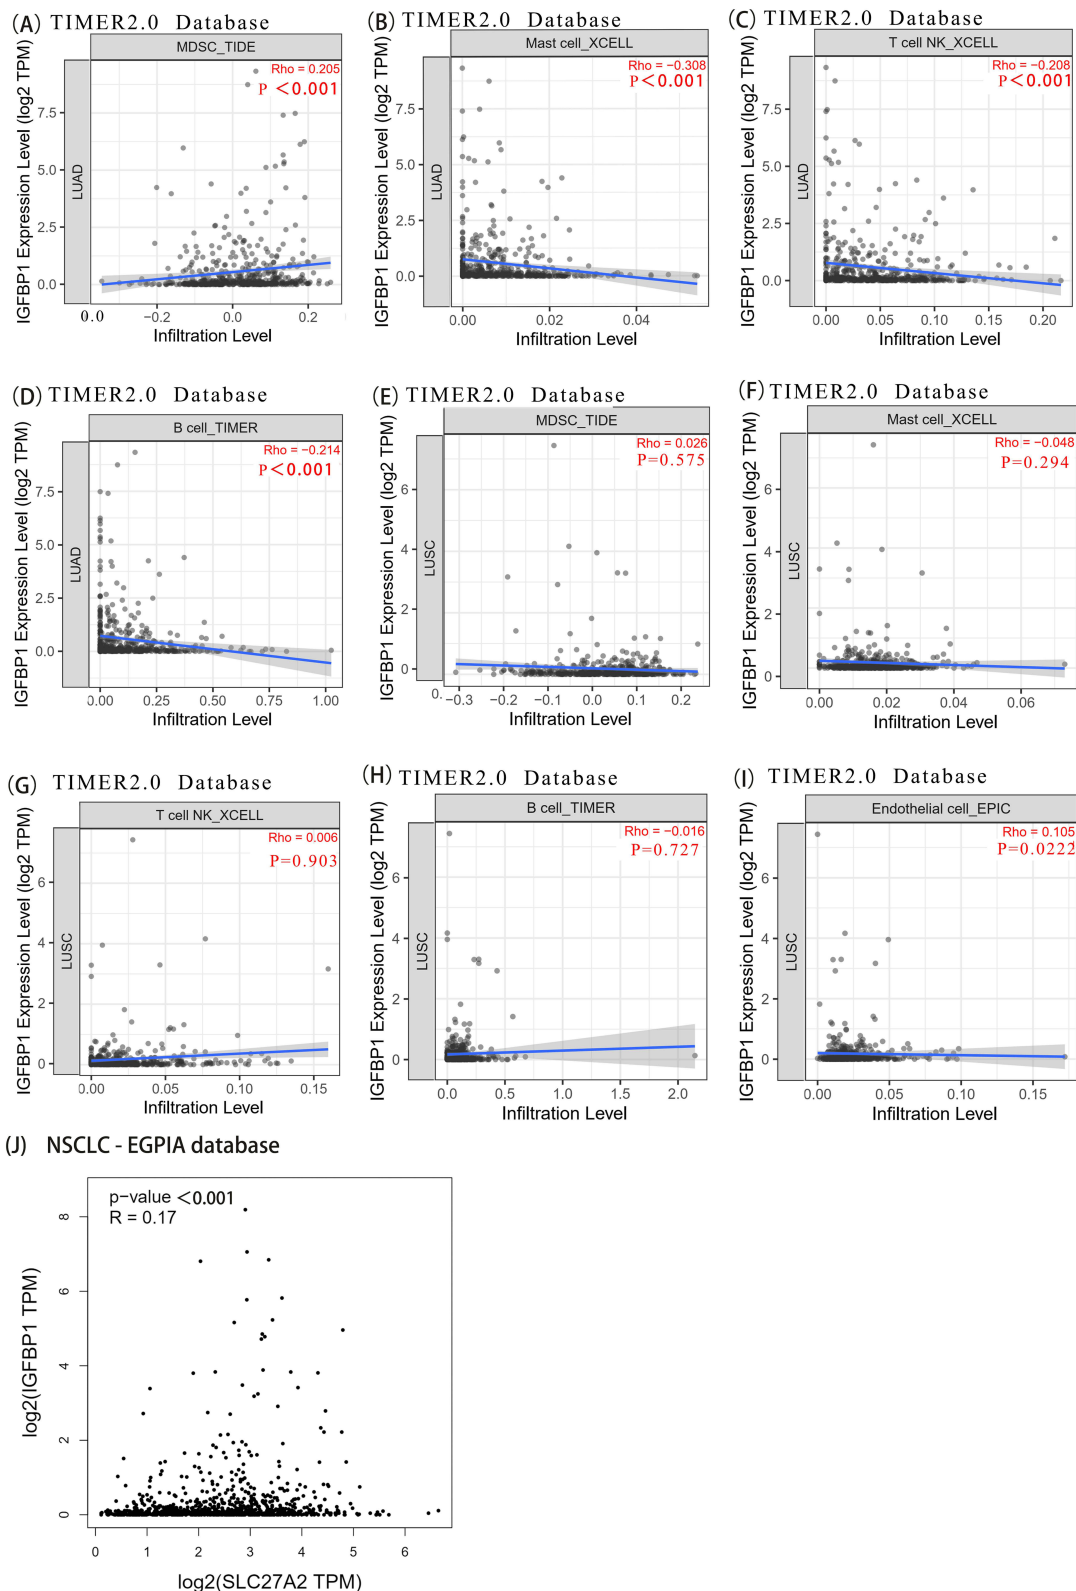 (A) TIMER2.0 Database
MDSC_TIDE
Rho = 0.205
P <0.001
IGFBP1 Expression Level (log2 TPM)
LUAD
7.5
5.0
2.5
0.0
0.0 −0.2 0.0 0.2
Infiltration Level
(B) TIMER2.0 Database
Mast cell_XCELL
Rho = −0.308
P<0.001
IGFBP1 Expression Level (log2 TPM)
LUAD
7.5
5.0
2.5
0.0
0.00 0.02 0.04
Infiltration Level
(C) TIMER2.0 Database
T cell NK_XCELL
Rho = −0.208
P<0.001
IGFBP1 Expression Level (log2 TPM)
LUAD
7.5
5.0
2.5
0.0
0.00 0.05 0.10 0.15 0.20
Infiltration Level
(D) TIMER2.0 Database
B cell_TIMER
Rho = −0.214
P<0.001
IGFBP1 Expression Level (log2 TPM)
LUAD
7.5
5.0
2.5
0.0
0.00 0.25 0.50 0.75 1.00
Infiltration Level
(E) TIMER2.0 Database
MDSC_TIDE
Rho = 0.026
P=0.575
IGFBP1 Expression Level (log2 TPM)
LUSC
6
4
2
0
0. −0.3 −0.2 −0.1 0.0 0.1 0.2
Infiltration Level
(F) TIMER2.0 Database
Mast cell_XCELL
Rho = −0.048
P=0.294
IGFBP1 Expression Level (log2 TPM)
LUSC
6
4
2
0
0.00 0.02 0.04 0.06
Infiltration Level
(G) TIMER2.0 Database
T cell NK_XCELL
Rho = 0.006
P=0.903
IGFBP1 Expression Level (log2 TPM)
LUSC
6
4
2
0
0.00 0.05 0.10 0.15
Infiltration Level
(H) TIMER2.0 Database
B cell_TIMER
Rho = −0.016
P=0.727
IGFBP1 Expression Level (log2 TPM)
LUSC
6
4
2
0
0.0 0.5 1.0 1.5 2.0
Infiltration Level
(I) TIMER2.0 Database
Endothelial cell_EPIC
Rho = 0.105
P=0.0222
IGFBP1 Expression Level (log2 TPM)
LUSC
6
4
2
0
0.00 0.05 0.10 0.15
Infiltration Level
(J) NSCLC - EGPIA database
p−value <0.001
R = 0.17
log2(IGFBP1 TPM)
8
6
4
2
0
0 1 2 3 4 5 6
log2(SLC27A2 TPM)